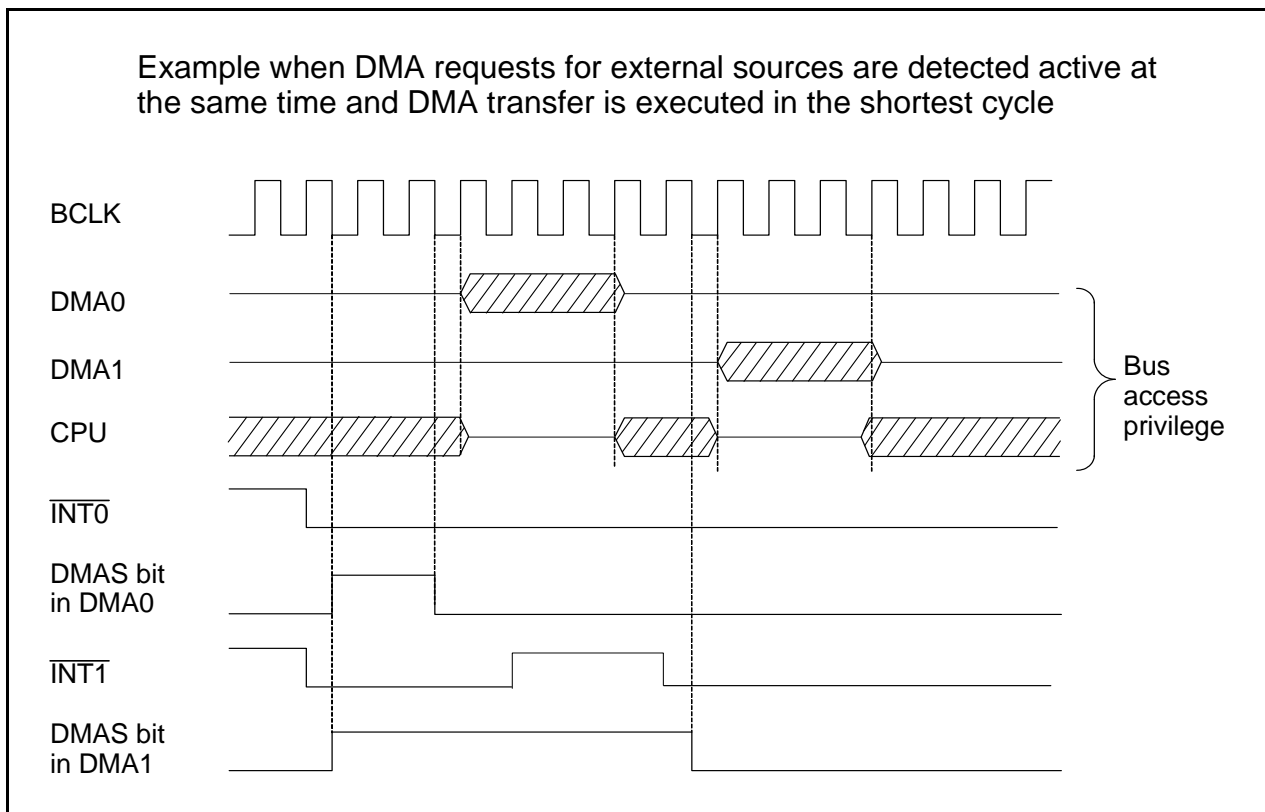 Example when DMA requests for external sources are detected active at
the same time and DMA transfer is executed in the shortest cycle
BCLK
DMA0
DMA1
CPU
Bus
access
privilege
I̅N̅T̅0̅
DMAS bit
in DMA0
I̅N̅T̅1̅
DMAS bit
in DMA1